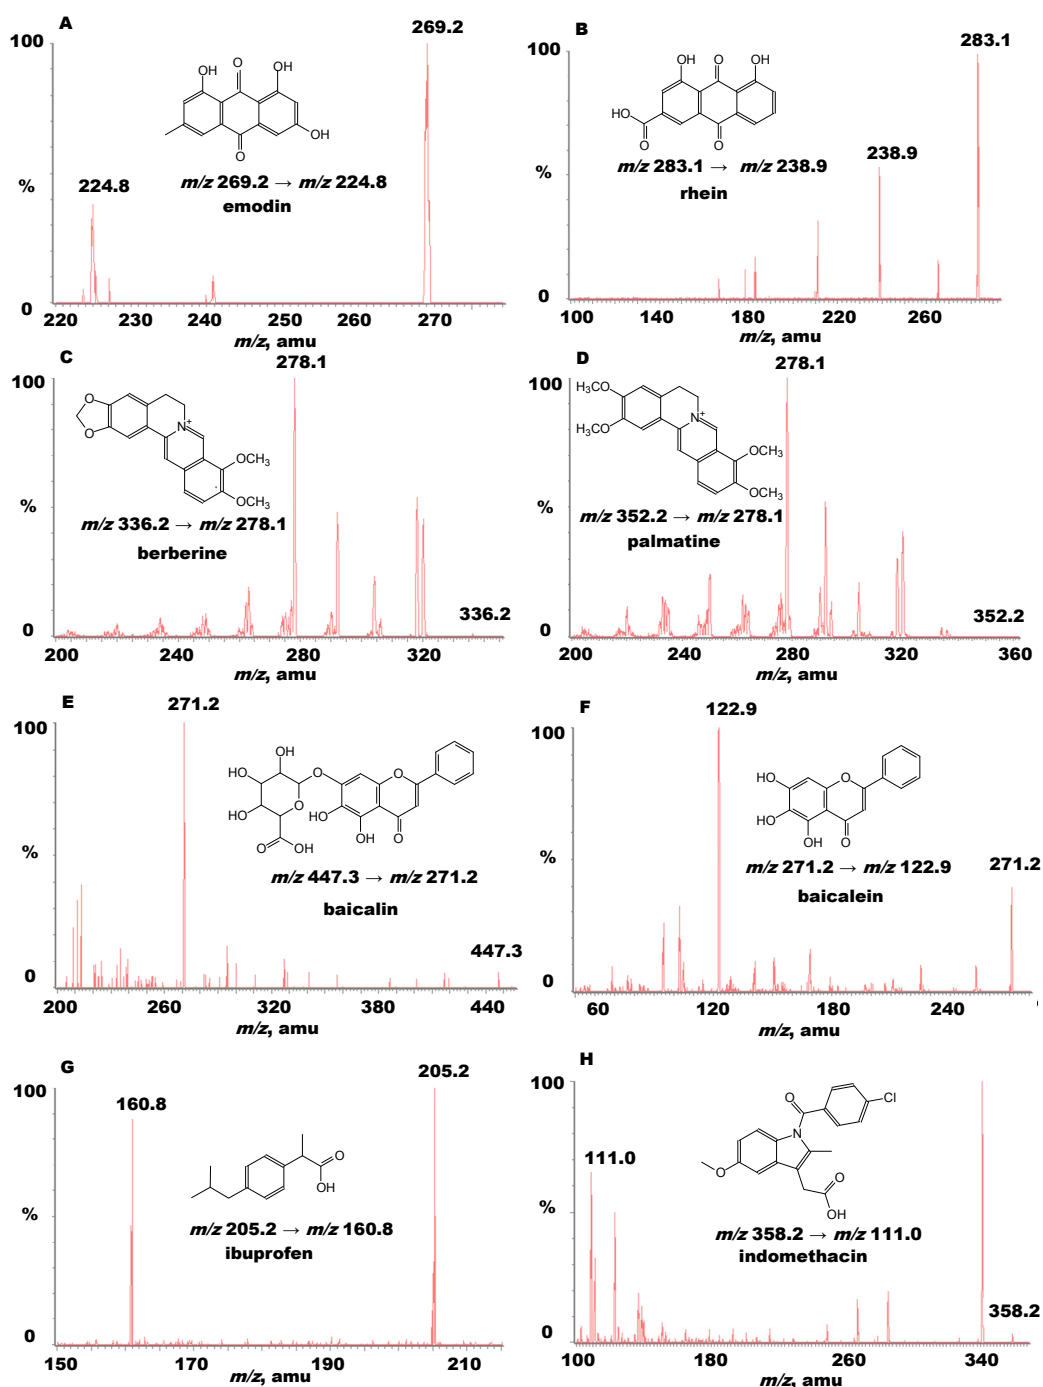 A
100
269.2
OH
O
OH
OH
O
m/z 269.2 → m/z 224.8
emodin
%
224.8
0
220 230 240 250 260 270
m/z, amu
B
100
283.1
OH
O
OH
HO
O
O
m/z 283.1 → m/z 238.9
rhein
238.9
%
0
100 140 180 220 260
m/z, amu
C
278.1
100
O
O
N+
OCH3
OCH3
m/z 336.2 → m/z 278.1
berberine
%
336.2
0
200 240 280 320
m/z, amu
D
278.1
100
H3CO
H3CO
N+
OCH3
OCH3
m/z 352.2 → m/z 278.1
palmatine
%
352.2
0
200 240 280 320 360
m/z, amu
E
271.2
100
OH
HO
O
O
HO
O
HO
O
OH
OH
O
OH
m/z 447.3 → m/z 271.2
baicalin
%
447.3
0
200 260 320 380 440
m/z, amu
F
122.9
100
HO
O
HO
OH
O
m/z 271.2 → m/z 122.9
baicalein
%
271.2
0
60 120 180 240
m/z, amu
G
205.2
100
160.8
O
OH
m/z 205.2 → m/z 160.8
ibuprofen
%
0
150 170 190 210
m/z, amu
H
100
Cl
O
N
O
O
OH
111.0
m/z 358.2 → m/z 111.0
indomethacin
%
358.2
0
100 180 260 340
m/z, amu